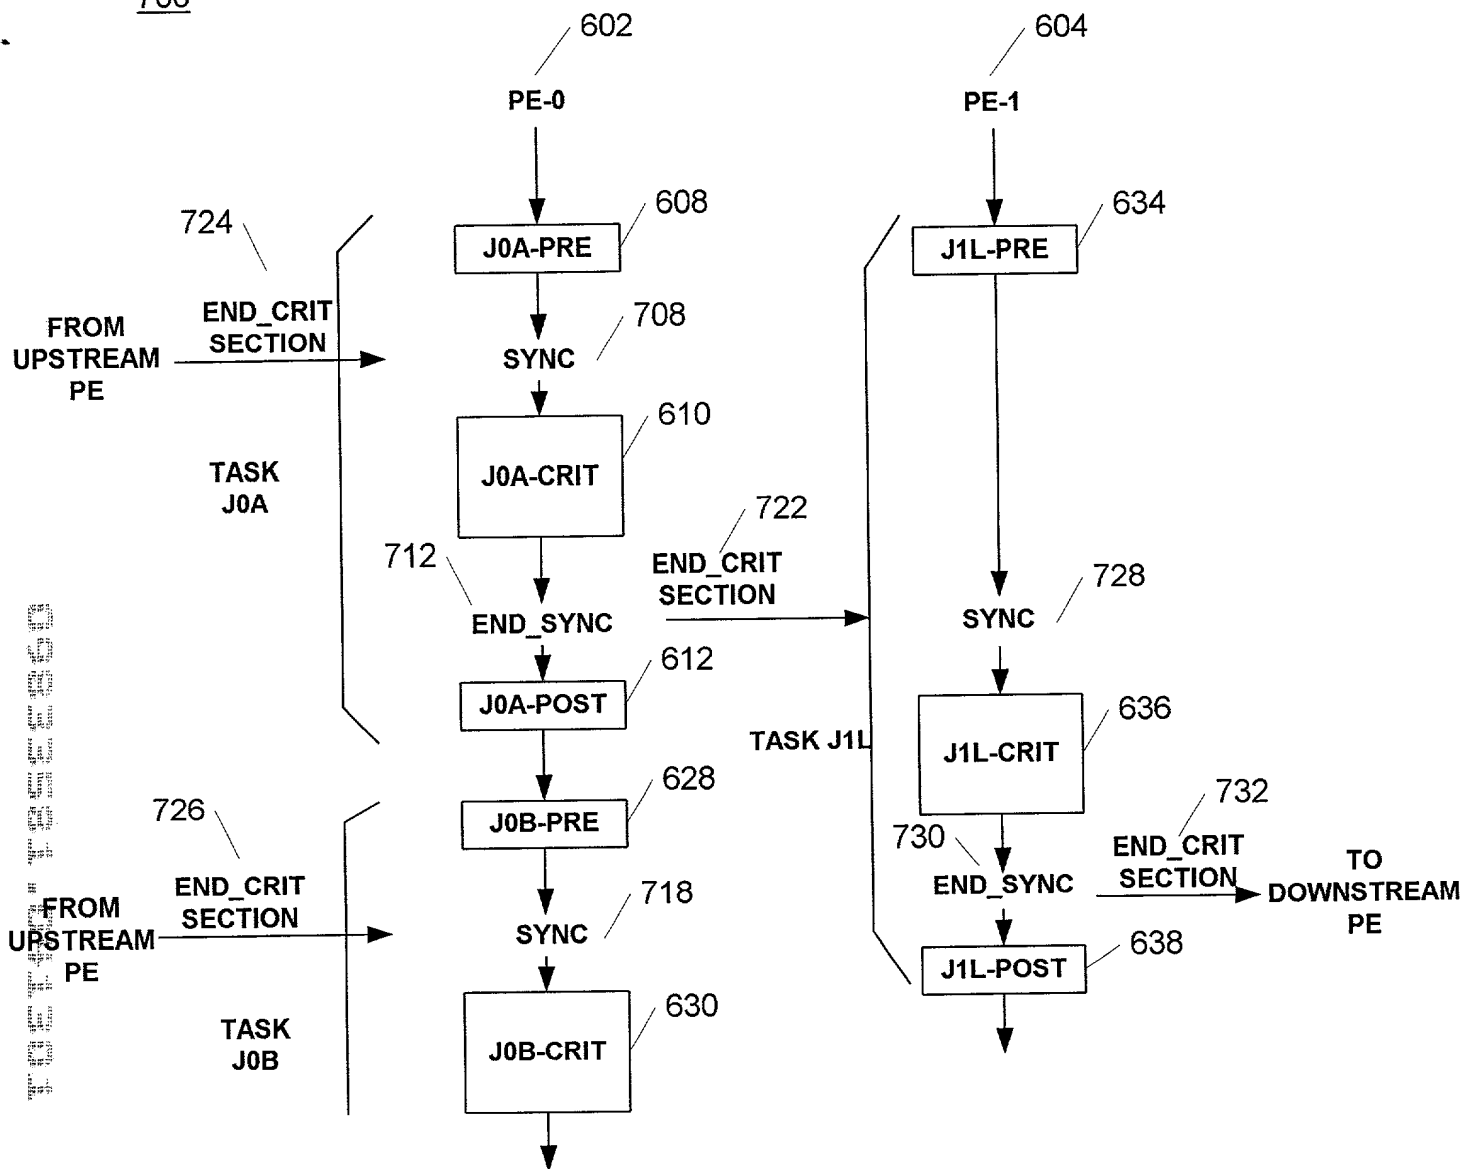 602
604
PE-0
PE-1
608
634
724
J0A-PRE
J1L-PRE
END_CRIT
SECTION
708
FROM
UPSTREAM
PE
SYNC
610
TASK
J0A
J0A-CRIT
722
712
END_CRIT
SECTION
728
END_SYNC
SYNC
612
J0A-POST
636
TASK J1L
J1L-CRIT
628
726
732
J0B-PRE
730
END_CRIT
SECTION
TO
DOWNSTREAM
PE
END_CRIT
SECTION
END_SYNC
718
FROM
UPSTREAM
PE
SYNC
638
J1L-POST
630
TASK
J0B
J0B-CRIT